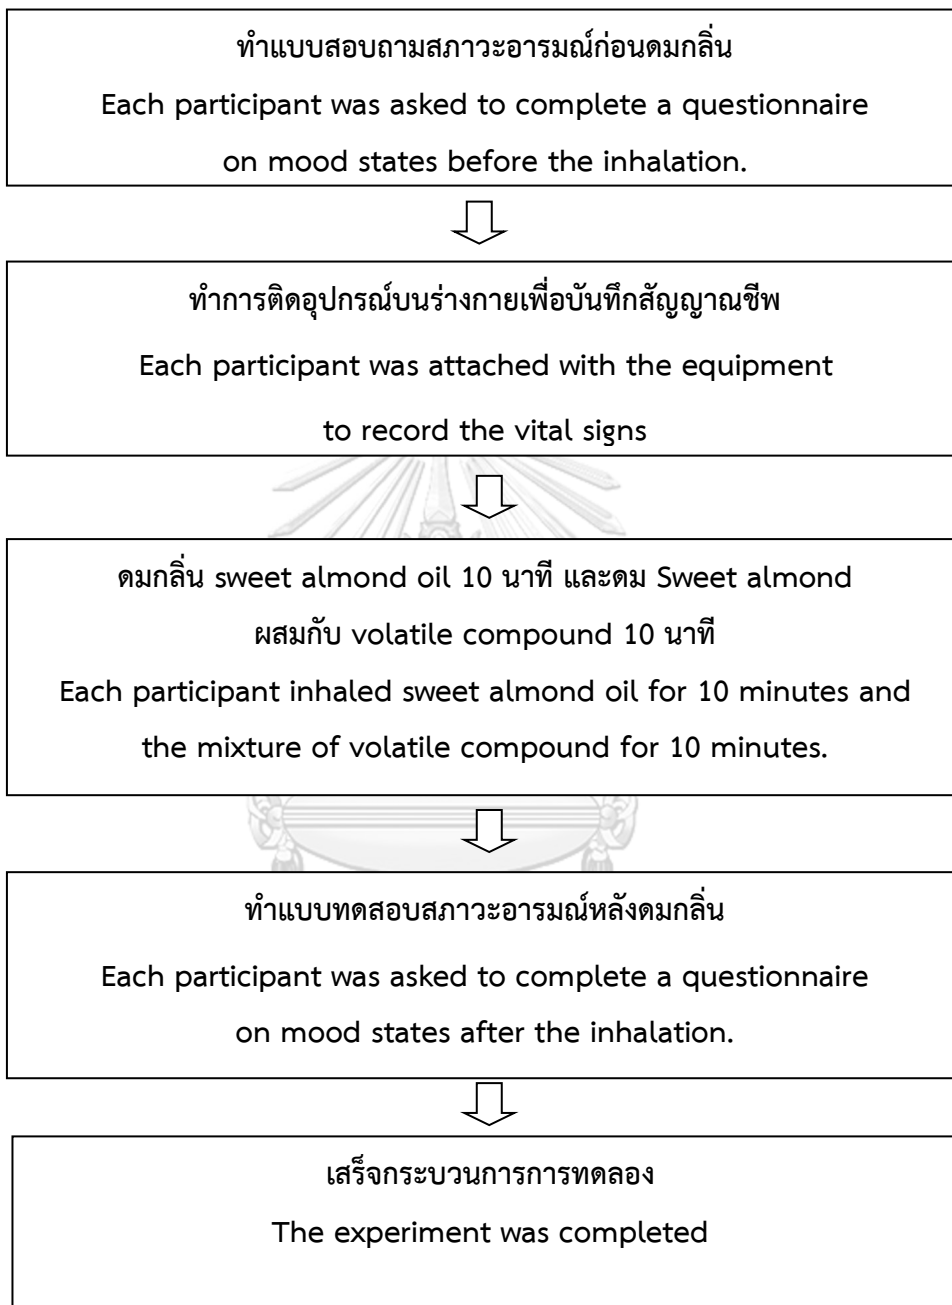 ทำแบบสอบถามสภาวะอารมณ์ก่อนดมกลิ่น
Each participant was asked to complete a questionnaire
on mood states before the inhalation.
ทำการติดอุปกรณ์บนร่างกายเพื่อบันทึกสัญญาณชีพ
Each participant was attached with the equipment
to record the vital signs
ดมกลิ่น sweet almond oil 10 นาที และดม Sweet almond
ผสมกับ volatile compound 10 นาที
Each participant inhaled sweet almond oil for 10 minutes and
the mixture of volatile compound for 10 minutes.
ทำแบบทดสอบสภาวะอารมณ์หลังดมกลิ่น
Each participant was asked to complete a questionnaire
on mood states after the inhalation.
เสร็จกระบวนการการทดลอง
The experiment was completed